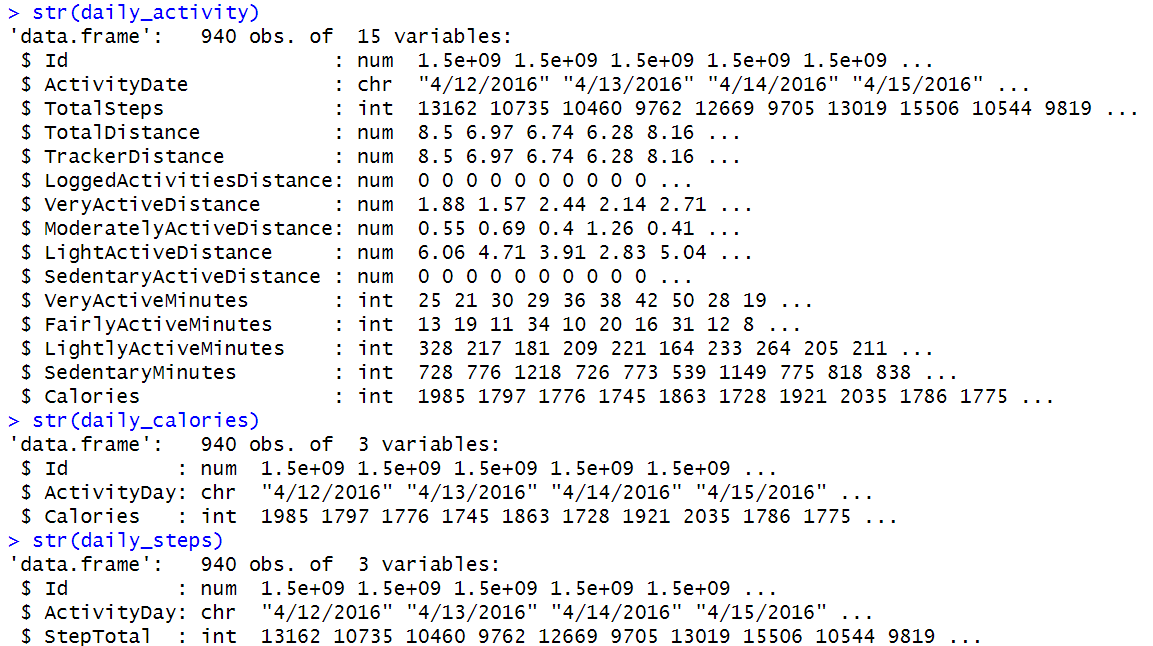 > str(daily_activity)
'data.frame':   940 obs. of  15 variables:
 $ Id                      : num  1.5e+09 1.5e+09 1.5e+09 1.5e+09 1.5e+09 ...
 $ ActivityDate            : chr  "4/12/2016" "4/13/2016" "4/14/2016" "4/15/2016" ...
 $ TotalSteps              : int  13162 10735 10460 9762 12669 9705 13019 15506 10544 9819 ...
 $ TotalDistance           : num  8.5 6.97 6.74 6.28 8.16 ...
 $ TrackerDistance         : num  8.5 6.97 6.74 6.28 8.16 ...
 $ LoggedActivitiesDistance: num  0 0 0 0 0 0 0 0 0 0 ...
 $ VeryActiveDistance      : num  1.88 1.57 2.44 2.14 2.71 ...
 $ ModeratelyActiveDistance: num  0.55 0.69 0.4 1.26 0.41 ...
 $ LightActiveDistance     : num  6.06 4.71 3.91 2.83 5.04 ...
 $ SedentaryActiveDistance : num  0 0 0 0 0 0 0 0 0 0 ...
 $ VeryActiveMinutes       : int  25 21 30 29 36 38 42 50 28 19 ...
 $ FairlyActiveMinutes     : int  13 19 11 34 10 20 16 31 12 8 ...
 $ LightlyActiveMinutes    : int  328 217 181 209 221 164 233 264 205 211 ...
 $ SedentaryMinutes        : int  728 776 1218 726 773 539 1149 775 818 838 ...
 $ Calories                : int  1985 1797 1776 1745 1863 1728 1921 2035 1786 1775 ...
> str(daily_calories)
'data.frame':   940 obs. of  3 variables:
 $ Id         : num  1.5e+09 1.5e+09 1.5e+09 1.5e+09 1.5e+09 ...
 $ ActivityDay: chr  "4/12/2016" "4/13/2016" "4/14/2016" "4/15/2016" ...
 $ Calories   : int  1985 1797 1776 1745 1863 1728 1921 2035 1786 1775 ...
> str(daily_steps)
'data.frame':   940 obs. of  3 variables:
 $ Id         : num  1.5e+09 1.5e+09 1.5e+09 1.5e+09 1.5e+09 ...
 $ ActivityDay: chr  "4/12/2016" "4/13/2016" "4/14/2016" "4/15/2016" ...
 $ StepTotal  : int  13162 10735 10460 9762 12669 9705 13019 15506 10544 9819 ...